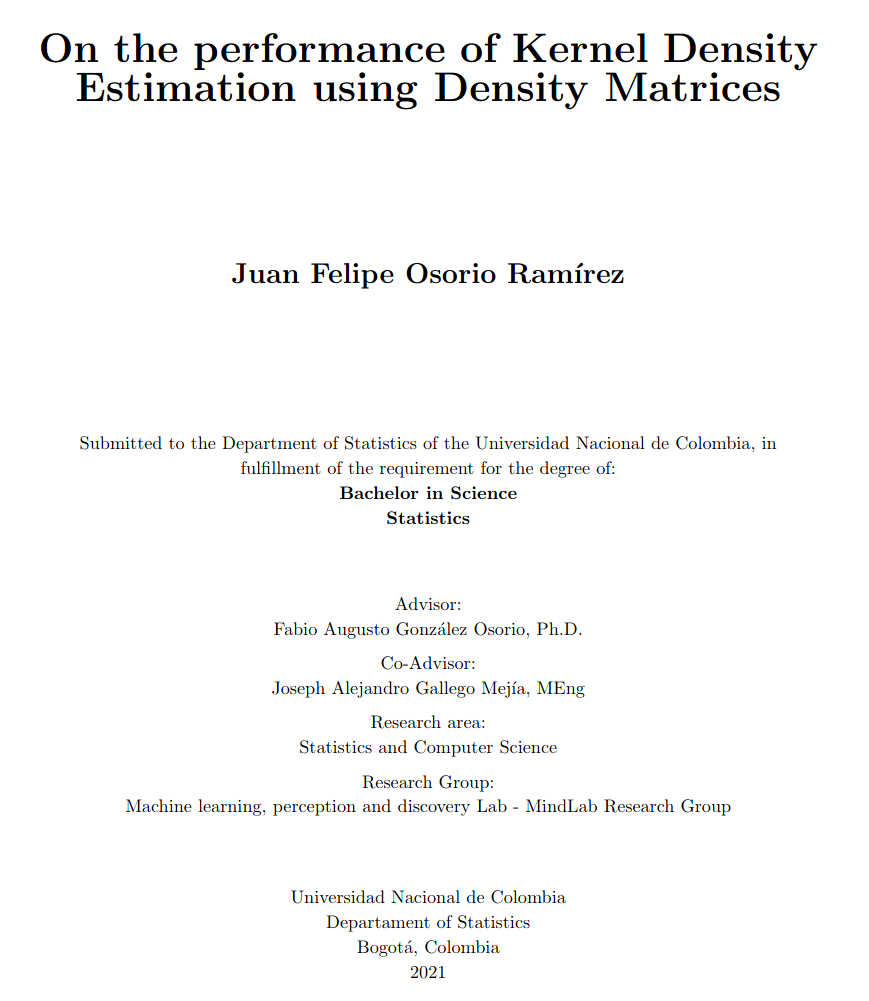 On the performance of Kernel Density
Estimation using Density Matrices
Juan Felipe Osorio Ramírez
Submitted to the Department of Statistics of the Universidad Nacional de Colombia, in
fulfillment of the requirement for the degree of:
Bachelor in Science
Statistics
Advisor:
Fabio Augusto González Osorio, Ph.D.
Co-Advisor:
Joseph Alejandro Gallego Mejía, MEng
Research area:
Statistics and Computer Science
Research Group:
Machine learning, perception and discovery Lab - MindLab Research Group
Universidad Nacional de Colombia
Departament of Statistics
Bogotá, Colombia
2021